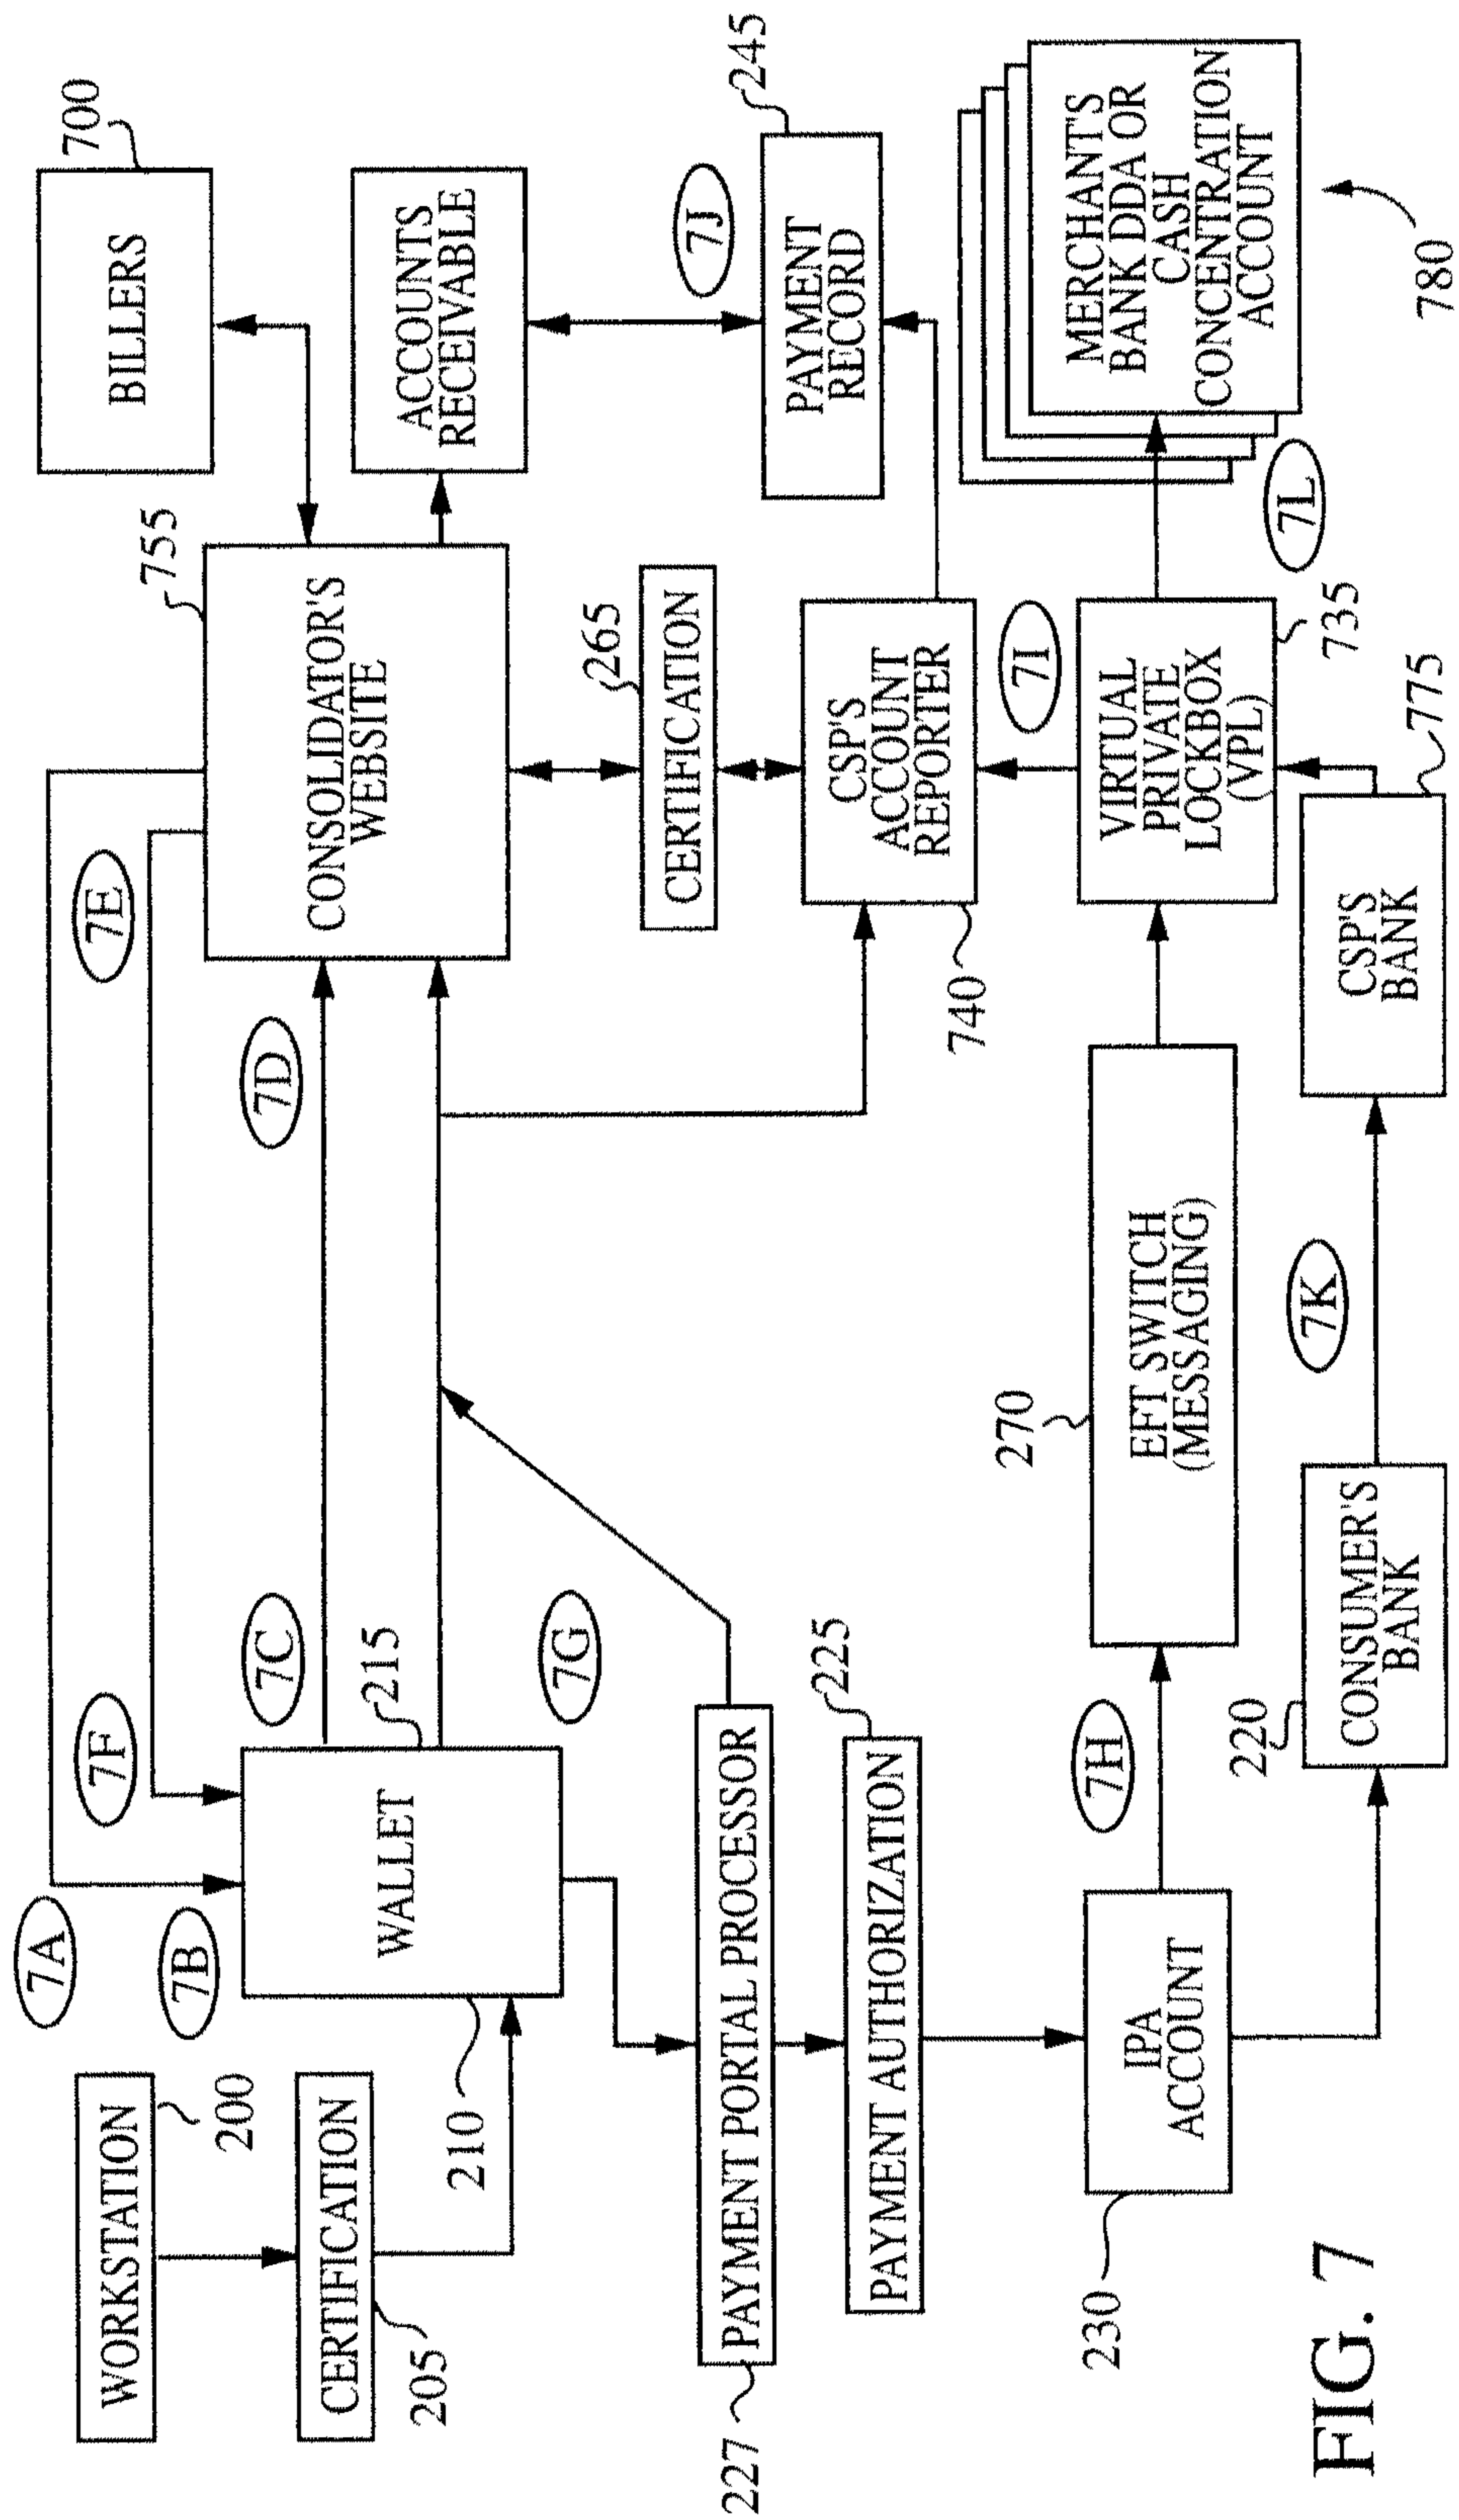 700
BILLERS
755
CONSOLIDATOR'S
WEBSITE
ACCOUNTS
RECEIVABLE
7E
7D
7J
245
PAYMENT
RECORD
265
CERTIFICATION
CSP'S
ACCOUNT
REPORTER
740
7I
VIRTUAL
PRIVATE
LOCKBOX
(VPL)
735
MERCHANT'S
BANK DDA OR
CASH
CONCENTRATION
ACCOUNT
780
7L
775
CSP'S
BANK
7A
7F
7B
7C
WORKSTATION
200
CERTIFICATION
205
WALLET
215
210
7G
PAYMENT PORTAL PROCESSOR
227
225
PAYMENT AUTHORIZATION
270
EFT SWITCH
(MESSAGING)
7H
IPA
ACCOUNT
230
7K
220
CONSUMER'S
BANK
FIG. 7